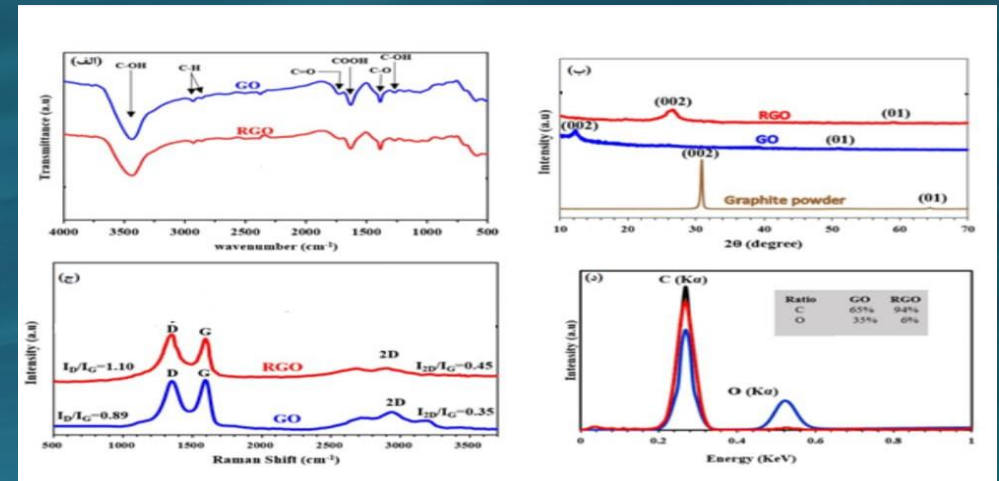 (الف)
C-OH
C-H
C=O
COOH
C-O
C-OH
GO
RGO
Transmittance (a.u)
4000 3500 3000 2500 2000 1500 1000 500
wavenumber (cm⁻¹)
(ب)
(002)
RGO
(01)
(002)
GO
(01)
(002)
Graphite powder
(01)
Intensity (a.u)
10 20 30 40 50 60 70
2θ (degree)
(ج)
D G
2D
I_D/I_G=1.10
RGO
I_2D/I_G=0.45
D G
2D
I_D/I_G=0.89
GO
I_2D/I_G=0.35
Intensity (a.u)
500 1000 1500 2000 2500 3000
Raman Shift (cm⁻¹)
(د)
C (Kα)
Ratio GO RGO
C 65% 94%
O 35% 6%
O (Kα)
Intensity (a.u)
0 0.2 0.4 0.6 0.8 1
Energy (KeV)